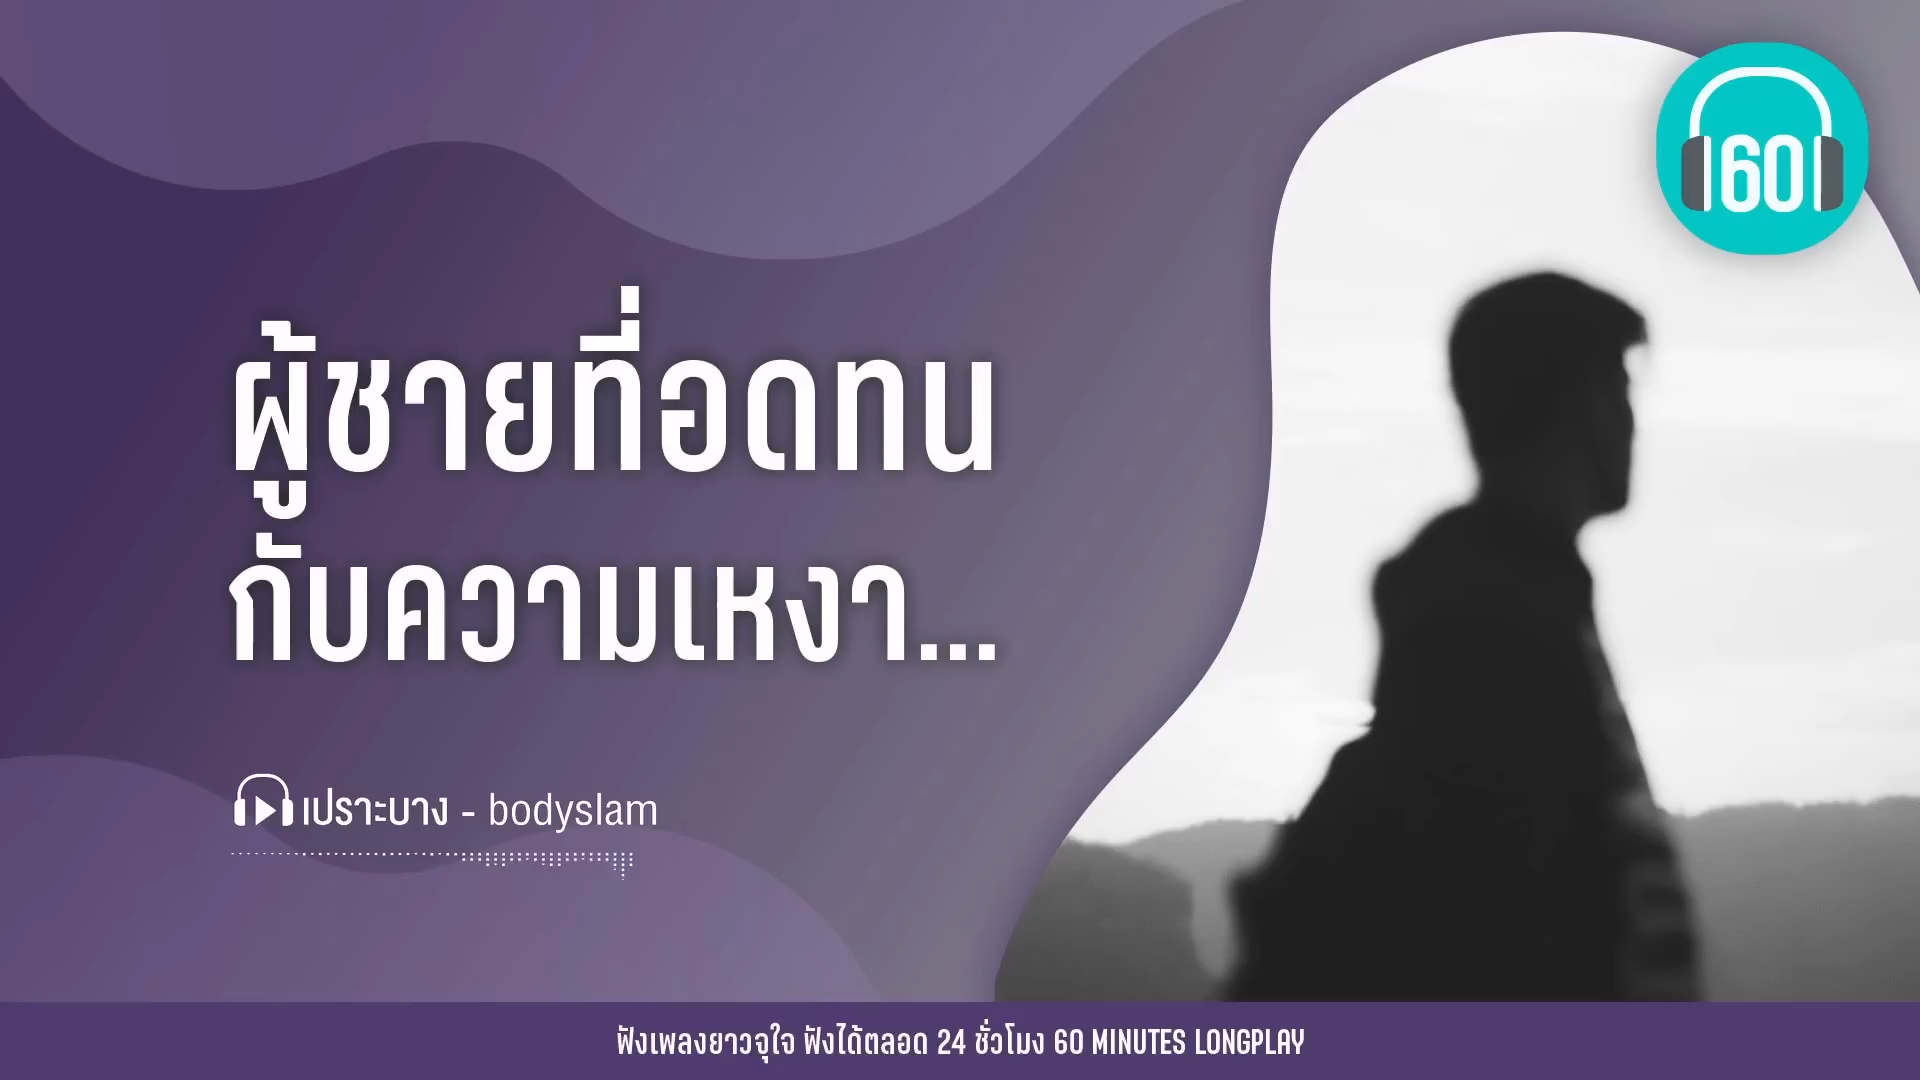 60
ผู้ชายที่อดทน
กับความเหงา...
เปราะบาง - bodyslam
ฟังเพลงยาวจุใจ ฟังได้ตลอด 24 ชั่วโมง 60 MINUTES LONGPLAY